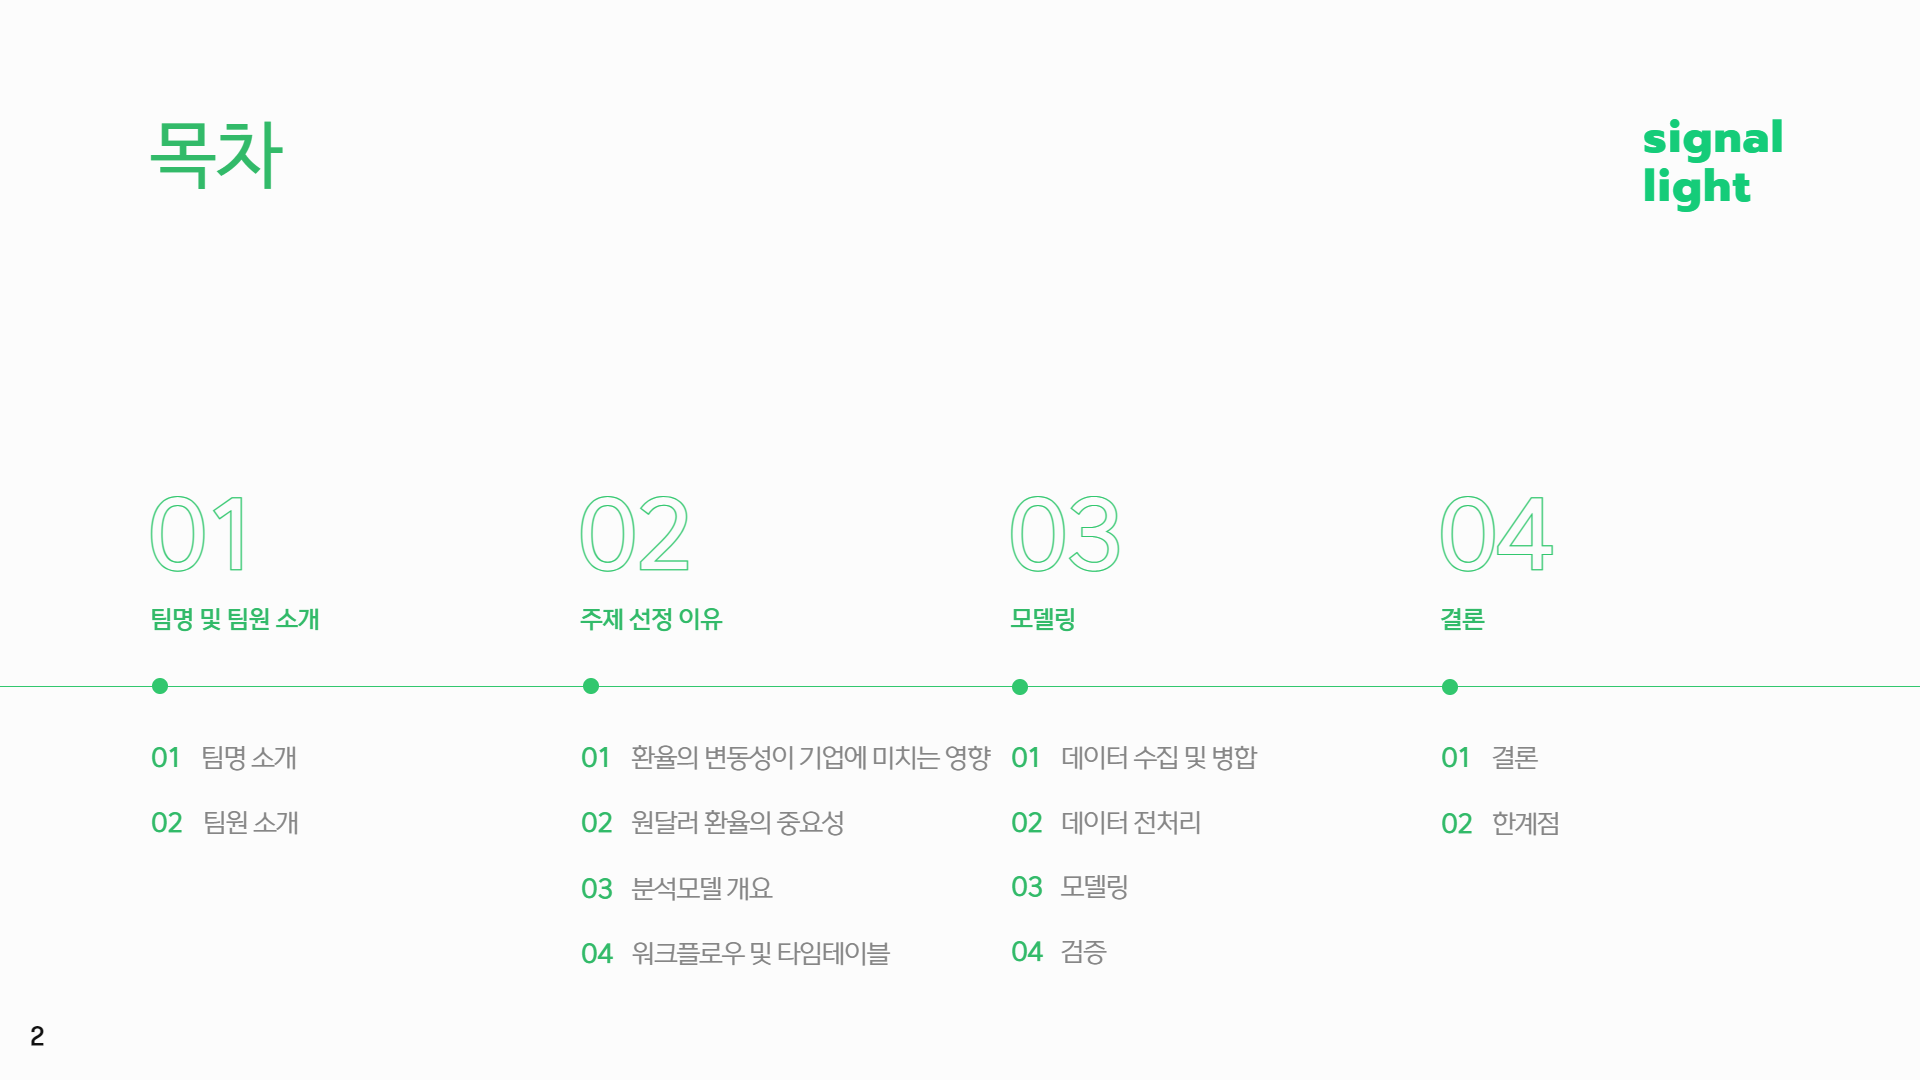 목차
signal
light
01
팀명 및 팀원 소개
01 팀명 소개
02 팀원 소개
02
주제 선정 이유
01 환율의 변동성이 기업에 미치는 영향
02 원달러 환율의 중요성
03 분석모델 개요
04 워크플로우 및 타임테이블
03
모델링
01 데이터 수집 및 병합
02 데이터 전처리
03 모델링
04 검증
04
결론
01 결론
02 한계점
2